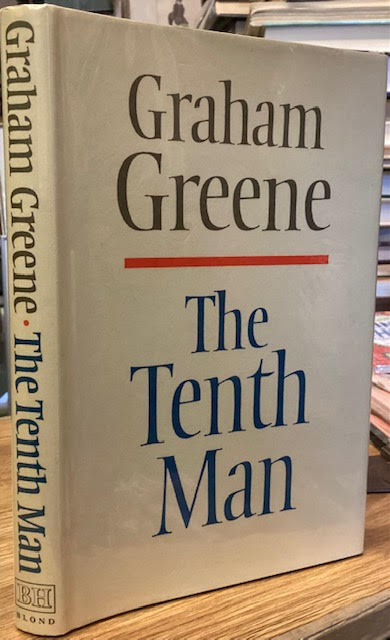 Graham Greene · The Tenth Man
BH
BLOND
Graham
Greene
The
Tenth
Man